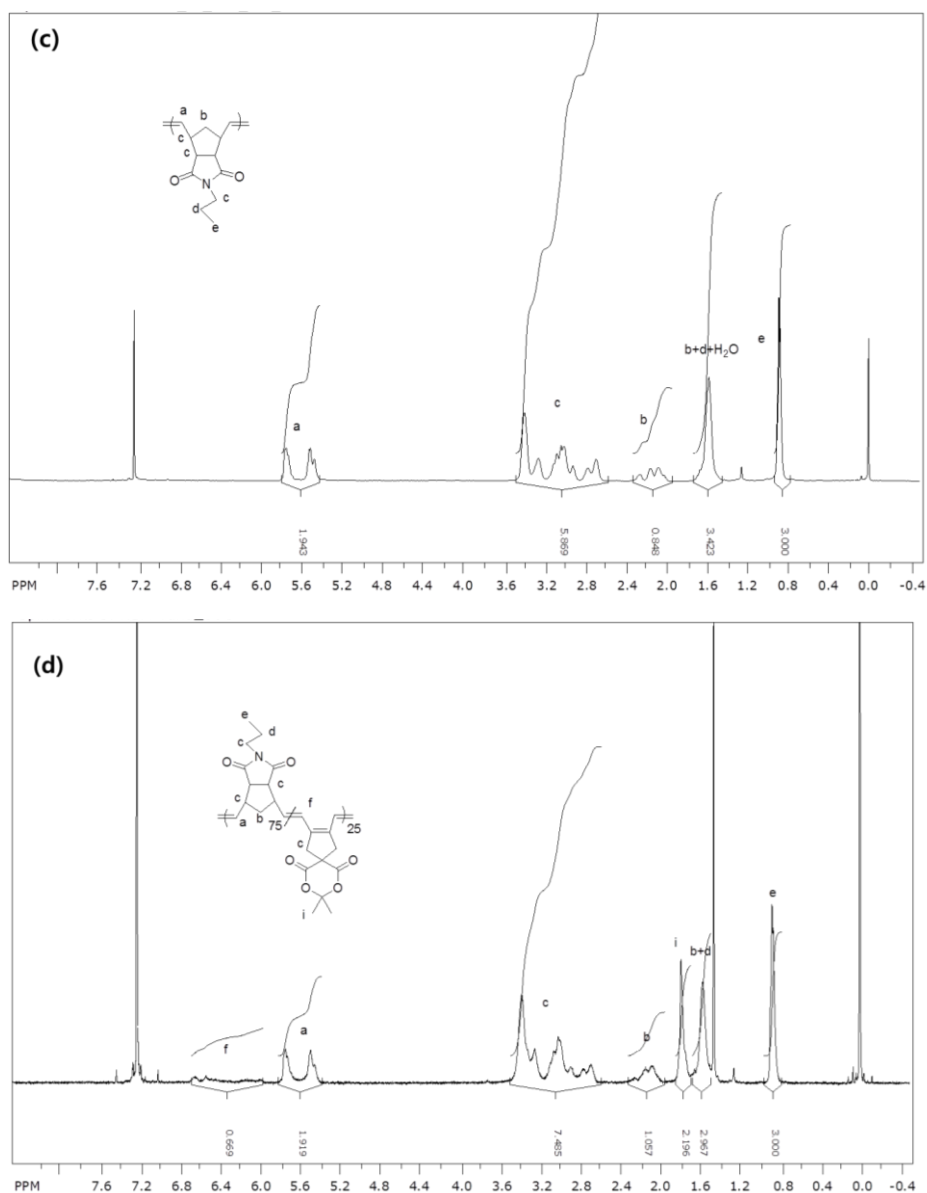 (c)
a
b
c
c
O
O
N
c
d
e
a
c
b
b+d+H₂O
e
1.943
5.869
0.848
3.423
3.000
PPM 7.6 7.2 6.8 6.4 6.0 5.6 5.2 4.8 4.4 4.0 3.6 3.2 2.8 2.4 2.0 1.6 1.2 0.8 0.4 0.0 -0.4
(d)
e
d
c
N
O
O
c
c
f
a
b
75
25
c
O
O
O
O
i
f
a
c
b
i
b+d
e
0.669
1.919
7.485
1.057
2.196
2.967
3.000
PPM 7.6 7.2 6.8 6.4 6.0 5.6 5.2 4.8 4.4 4.0 3.6 3.2 2.8 2.4 2.0 1.6 1.2 0.8 0.4 0.0 -0.4